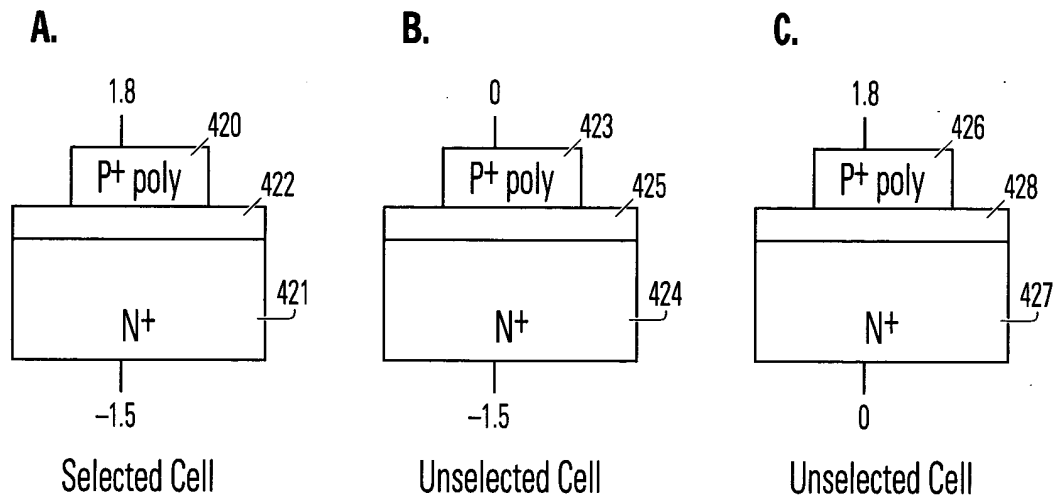 A.
1.8
420
P+ poly
422
421
N+
–1.5
Selected Cell
B.
0
423
P+ poly
425
424
N+
–1.5
Unselected Cell
C.
1.8
426
P+ poly
428
427
N+
0
Unselected Cell